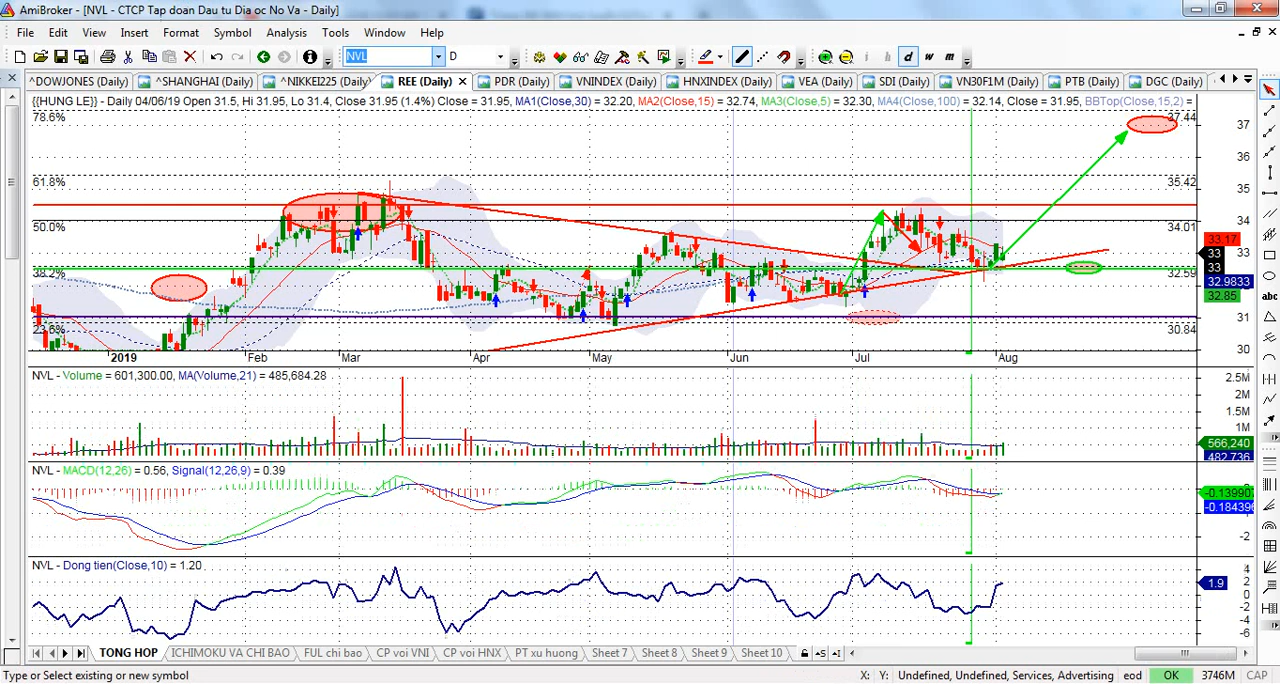 AmiBroker - [NVL - CTCP Tap doan Dau tu Dia oc No Va - Daily]
File Edit View Insert Format Symbol Analysis Tools Window Help
NVL D i d w m
^DOWJONES (Daily) ^SHANGHAI (Daily) ^NIKKEI225 (Daily) REE (Daily) PDR (Daily) VNINDEX (Daily) HNXINDEX (Daily) VEA (Daily) SDI (Daily) VN30F1M (Daily) PTB (Daily) DGC (Daily)
{{HUNG LE}} - Daily 04/06/19 Open 31.5, Hi 31.95, Lo 31.4, Close 31.95 (1.4%) Close = 31.95, MA1(Close,30) = 32.20, MA2(Close,15) = 32.74, MA3(Close,5) = 32.30, MA4(Close,100) = 32.14, Close = 31.95, BBTop(Close,15,2) =
78.6% 37.44
37
36
61.8% 35.42
35
34
50.0% 34.01
33.17
33
33
38.2% 32.59
32.9833
32.85
31
23.6% 30.84
30
2019 Feb Mar Apr May Jun Jul Aug
NVL - Volume = 601,300.00, MA(Volume,21) = 485,684.28
2.5M
2M
1.5M
1M
566,240
482,736
NVL - MACD(12,26) = 0.56, Signal(12,26,9) = 0.39
-0.139907
-0.184396
-2
NVL - Dong tien(Close,10) = 1.20
4
1.9
0
-2
-4
-6
TONG HOP ICHIMOKU VA CHI BAO FUL chi bao CP voi VNI CP voi HNX PT xu huong Sheet 7 Sheet 8 Sheet 9 Sheet 10
abc
Type or Select existing or new symbol X: Y: Undefined, Undefined, Services, Advertising eod OK 3746M CAP